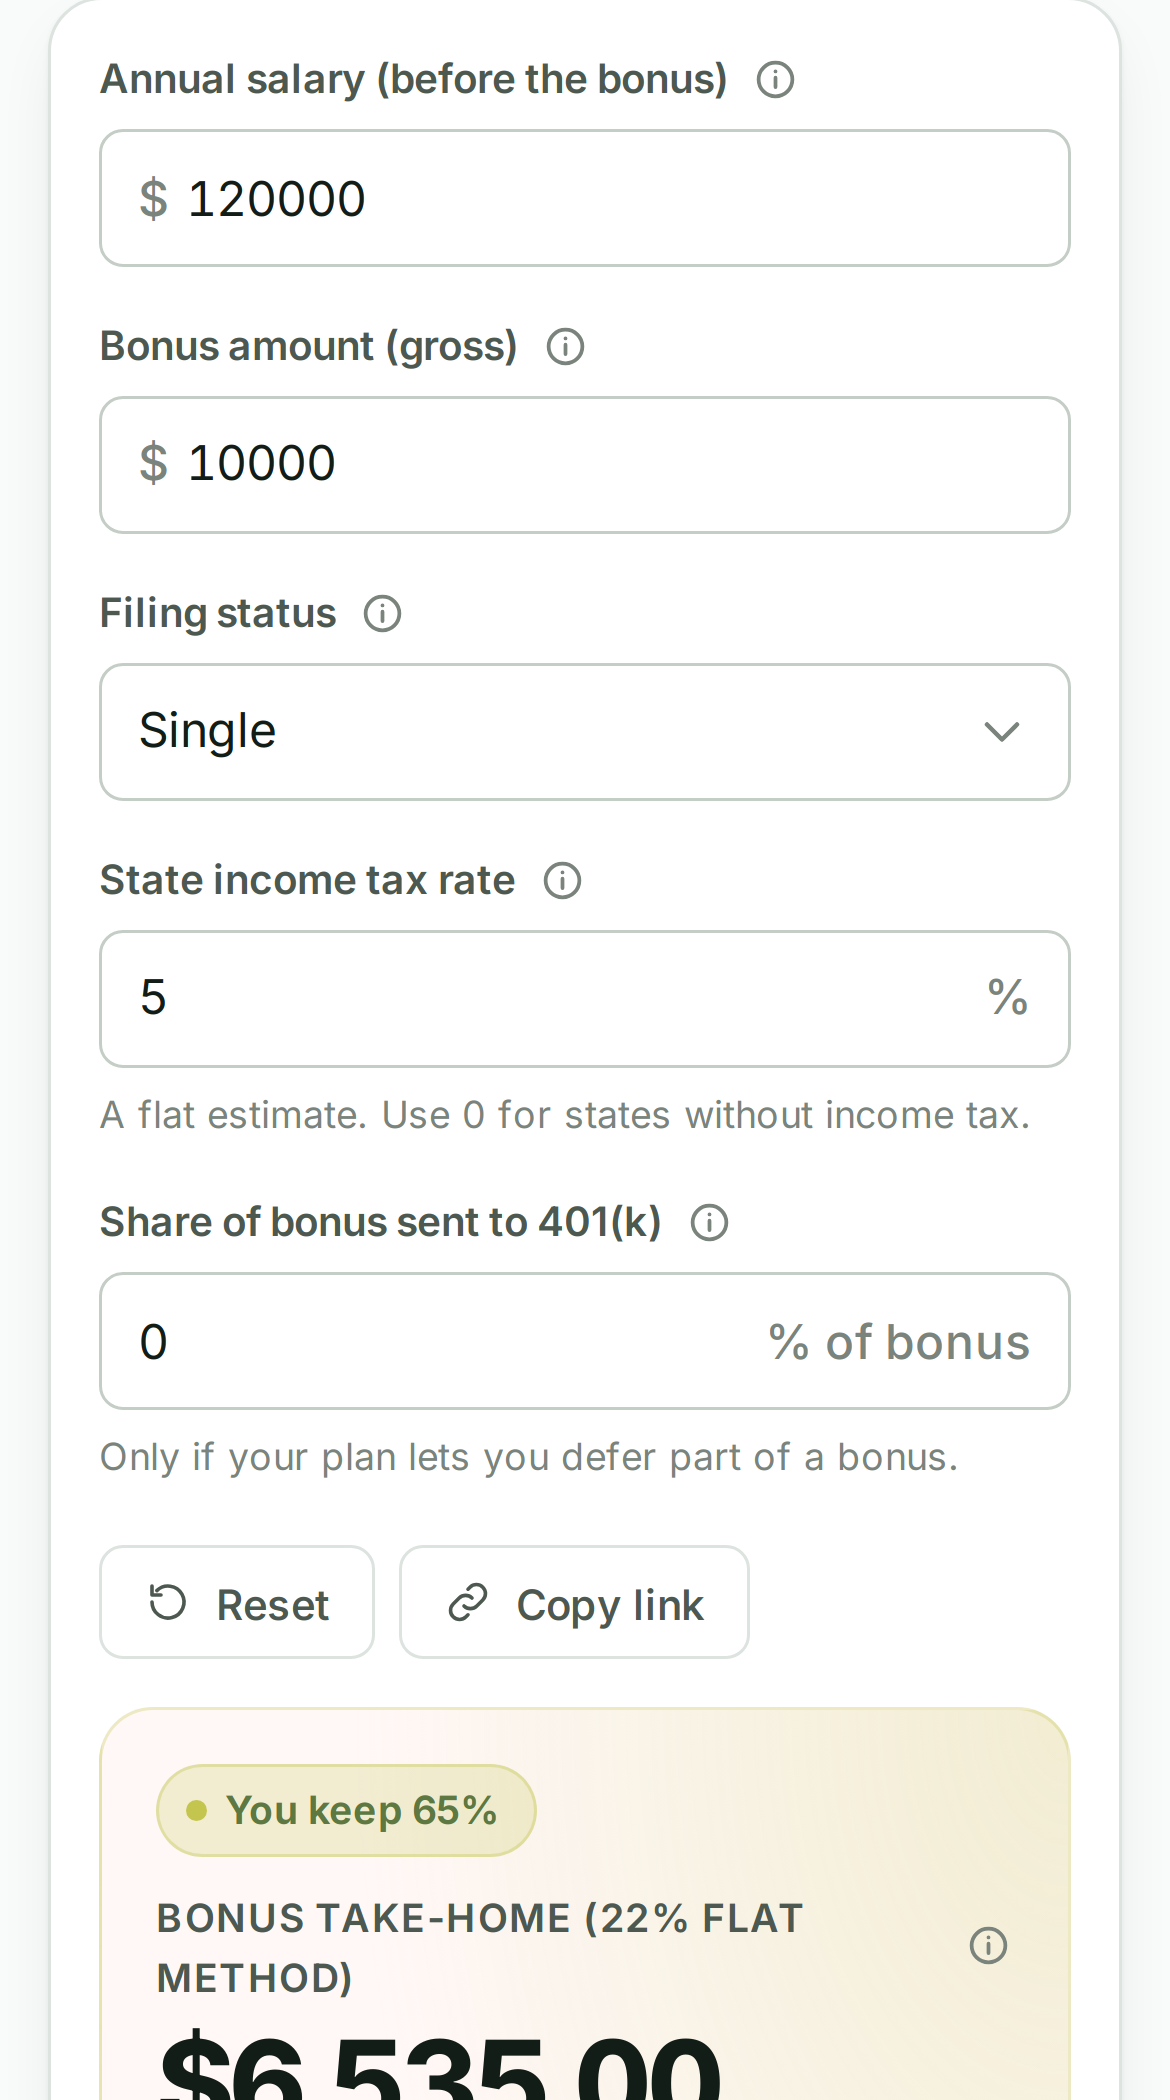 Annual salary (before the bonus)
$ 120000
Bonus amount (gross)
$ 10000
Filing status
Single
State income tax rate
5 %
A flat estimate. Use 0 for states without income tax.
Share of bonus sent to 401(k)
0 % of bonus
Only if your plan lets you defer part of a bonus.
Reset Copy link
You keep 65%
BONUS TAKE-HOME (22% FLAT
METHOD)
$6,535.00